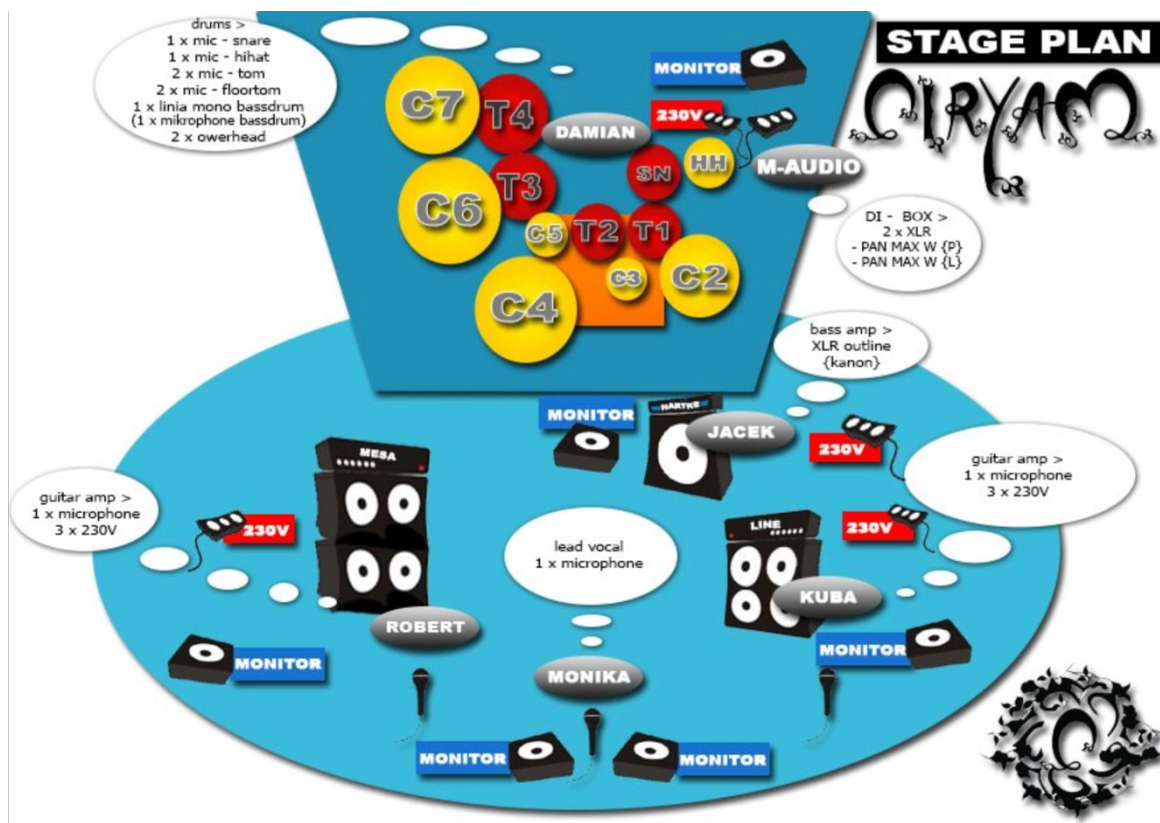 drums >
1 x mic - snare
1 x mic - hihat
2 x mic - tom
2 x mic - floortom
1 x linia mono bassdrum
(1 x mikrophone bassdrum)
2 x owerhead
STAGE PLAN
CIRYAM
MONITOR
230V
C7
T4
DAMIAN
SN
HH
M-AUDIO
T3
C6
C5
T2
T1
C3
C2
C4
DI - BOX >
2 x XLR
- PAN MAX W {P}
- PAN MAX W {L}
bass amp >
XLR outline
{kanon}
MONITOR
HARTKE
JACEK
230V
MESA
guitar amp >
1 x microphone
3 x 230V
guitar amp >
1 x microphone
3 x 230V
230V
LINE
230V
lead vocal
1 x microphone
KUBA
ROBERT
MONITOR
MONITOR
MONIKA
MONITOR
MONITOR